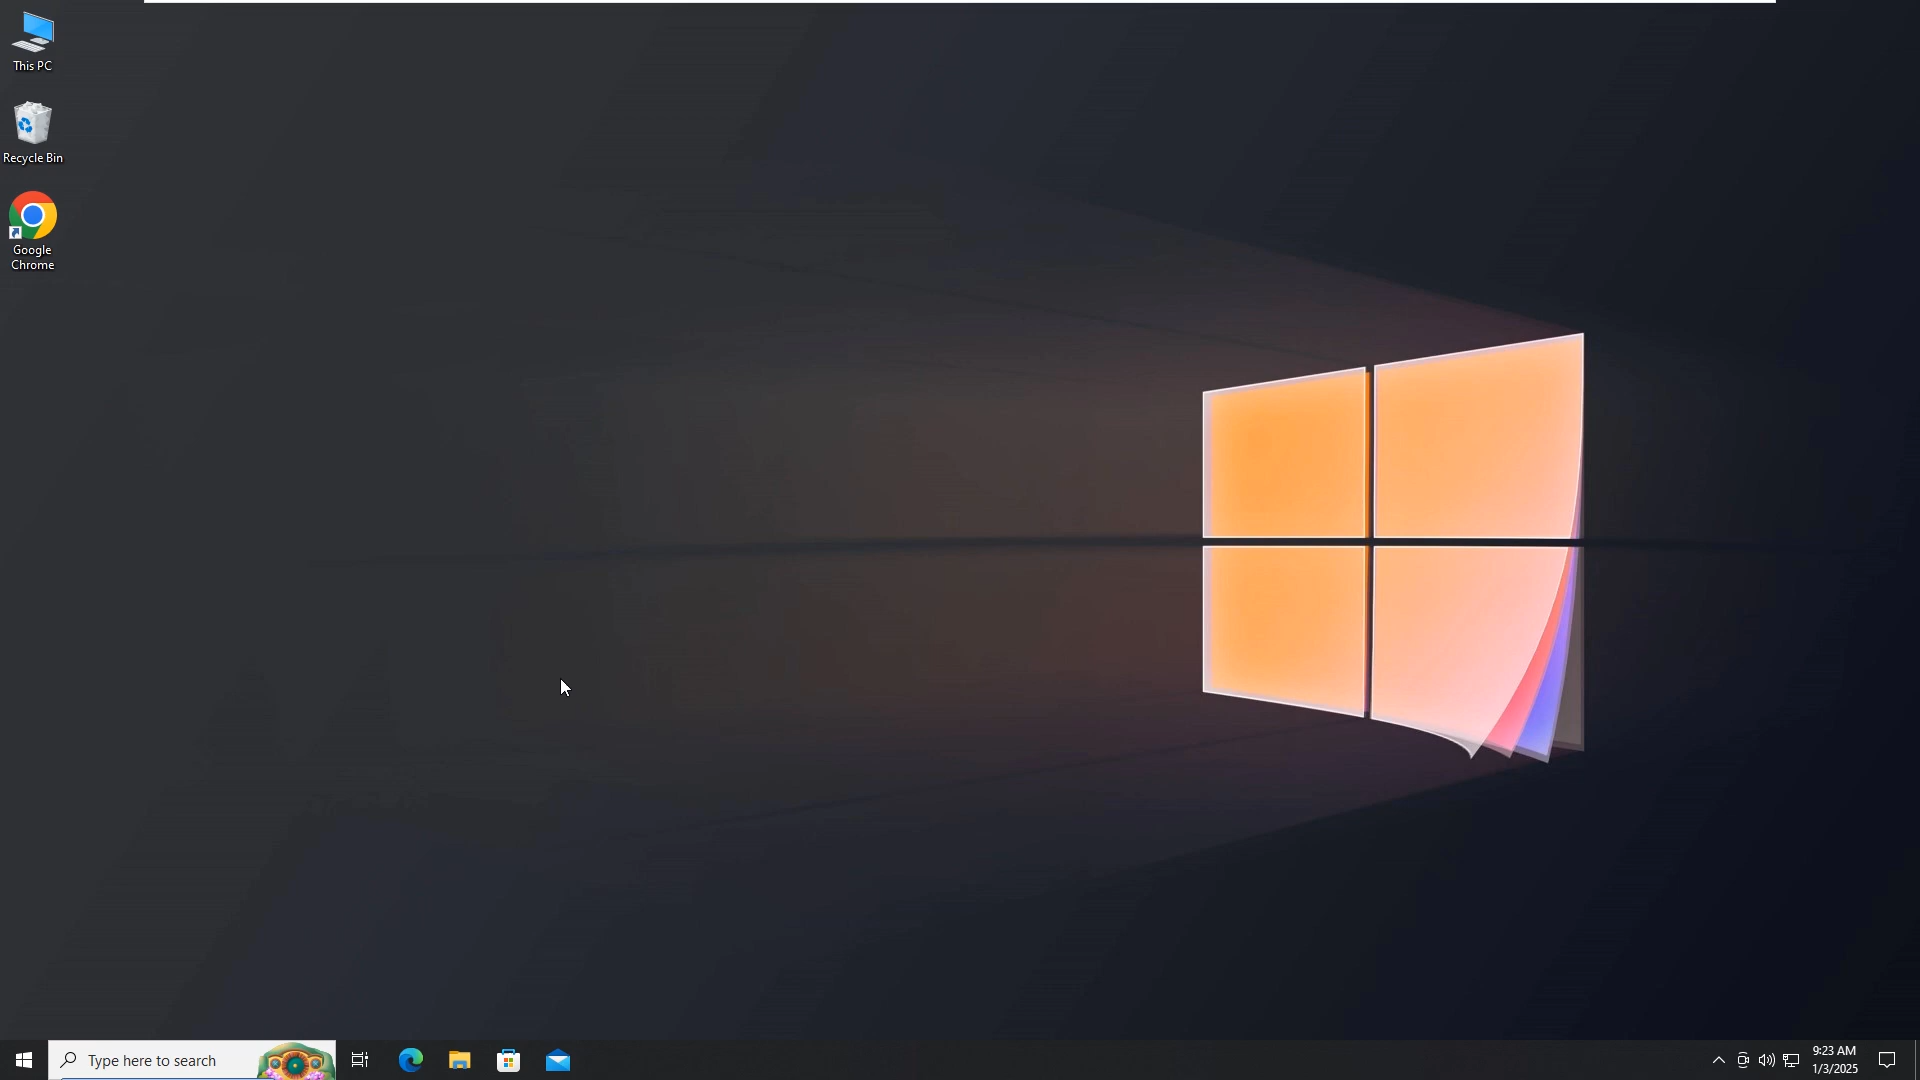 This PC
Recycle Bin
Google
Chrome
Type here to search
9:23 AM
1/3/2025